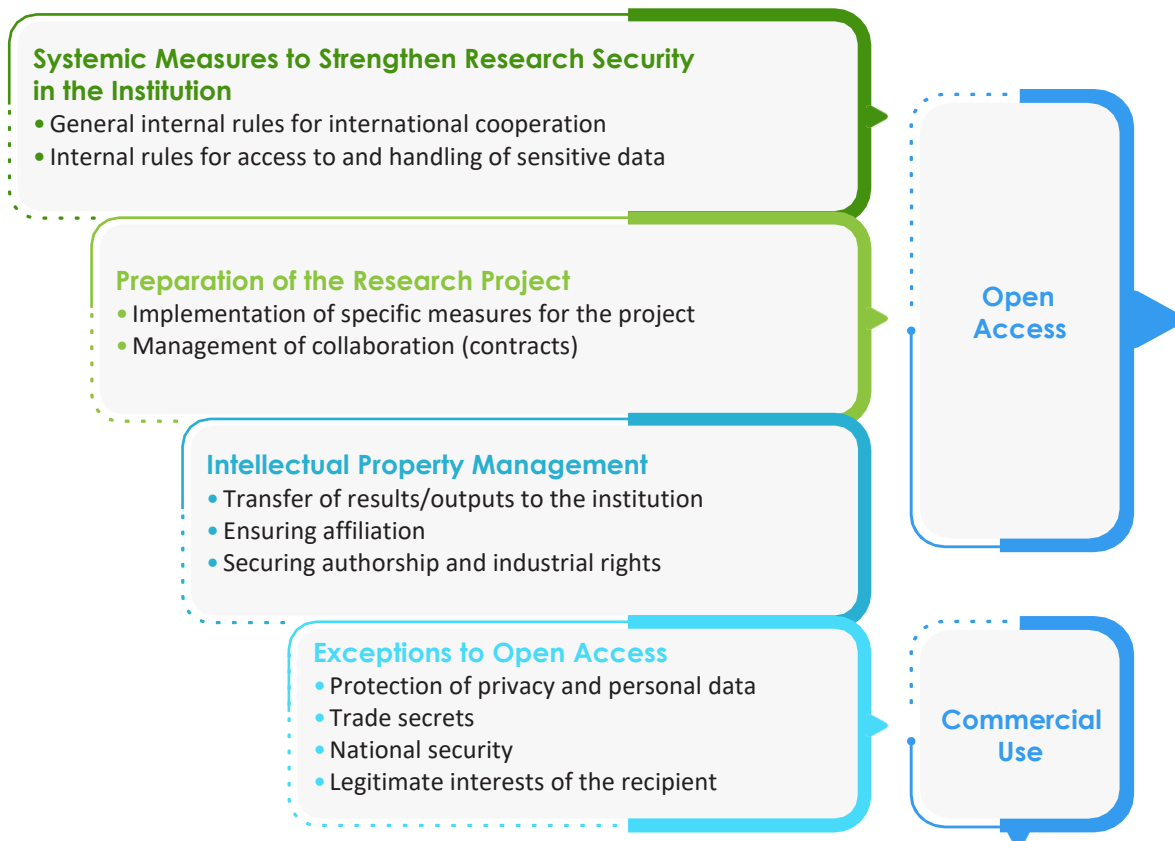 Systemic Measures to Strengthen Research Security
in the Institution
• General internal rules for international cooperation
• Internal rules for access to and handling of sensitive data
Preparation of the Research Project
• Implementation of specific measures for the project
• Management of collaboration (contracts)
Intellectual Property Management
• Transfer of results/outputs to the institution
• Ensuring affiliation
• Securing authorship and industrial rights
Exceptions to Open Access
• Protection of privacy and personal data
• Trade secrets
• National security
• Legitimate interests of the recipient
Open
Access
Commercial
Use